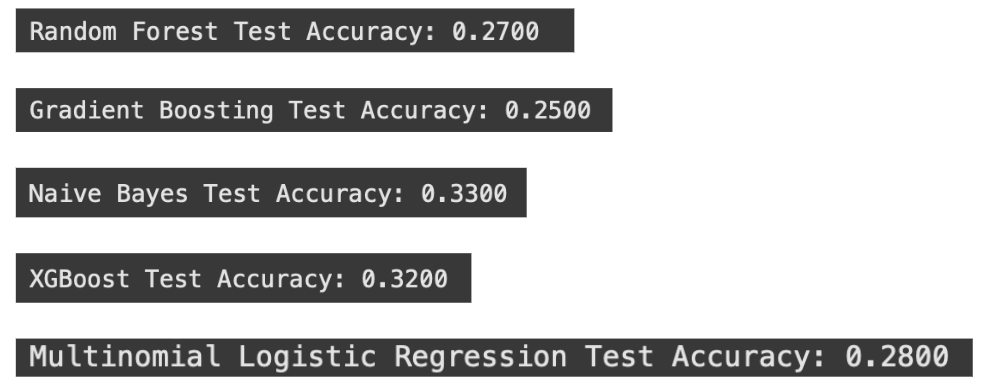 Random Forest Test Accuracy: 0.2700
Gradient Boosting Test Accuracy: 0.2500
Naive Bayes Test Accuracy: 0.3300
XGBoost Test Accuracy: 0.3200
Multinomial Logistic Regression Test Accuracy: 0.2800